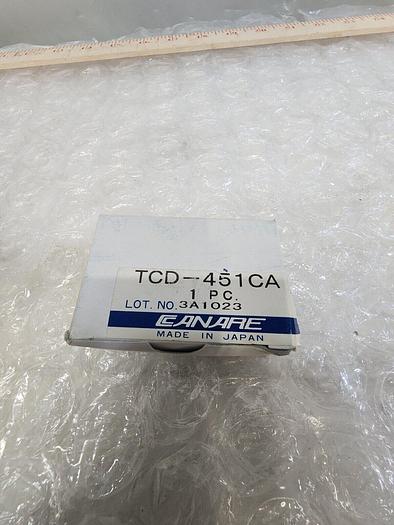 TCD-451CA
1 PC.
LOT. NO. 3A1023
CANARE
MADE IN JAPAN